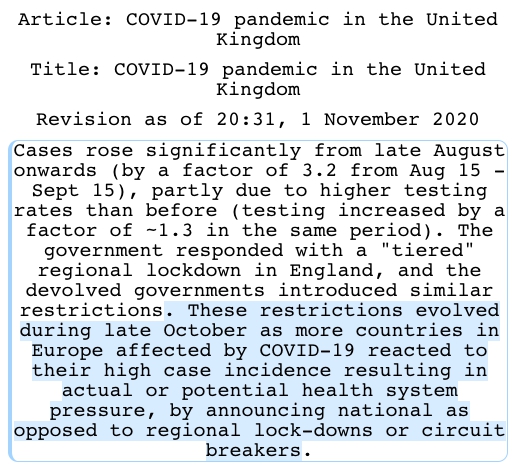 Article: COVID-19 pandemic in the United
Kingdom
Title: COVID-19 pandemic in the United
Kingdom
Revision as of 20:31, 1 November 2020
Cases rose significantly from late August
onwards (by a factor of 3.2 from Aug 15 -
Sept 15), partly due to higher testing
rates than before (testing increased by a
factor of ~1.3 in the same period). The
government responded with a "tiered"
regional lockdown in England, and the
devolved governments introduced similar
restrictions. These restrictions evolved
during late October as more countries in
Europe affected by COVID-19 reacted to
their high case incidence resulting in
actual or potential health system
pressure, by announcing national as
opposed to regional lock-downs or circuit
breakers.